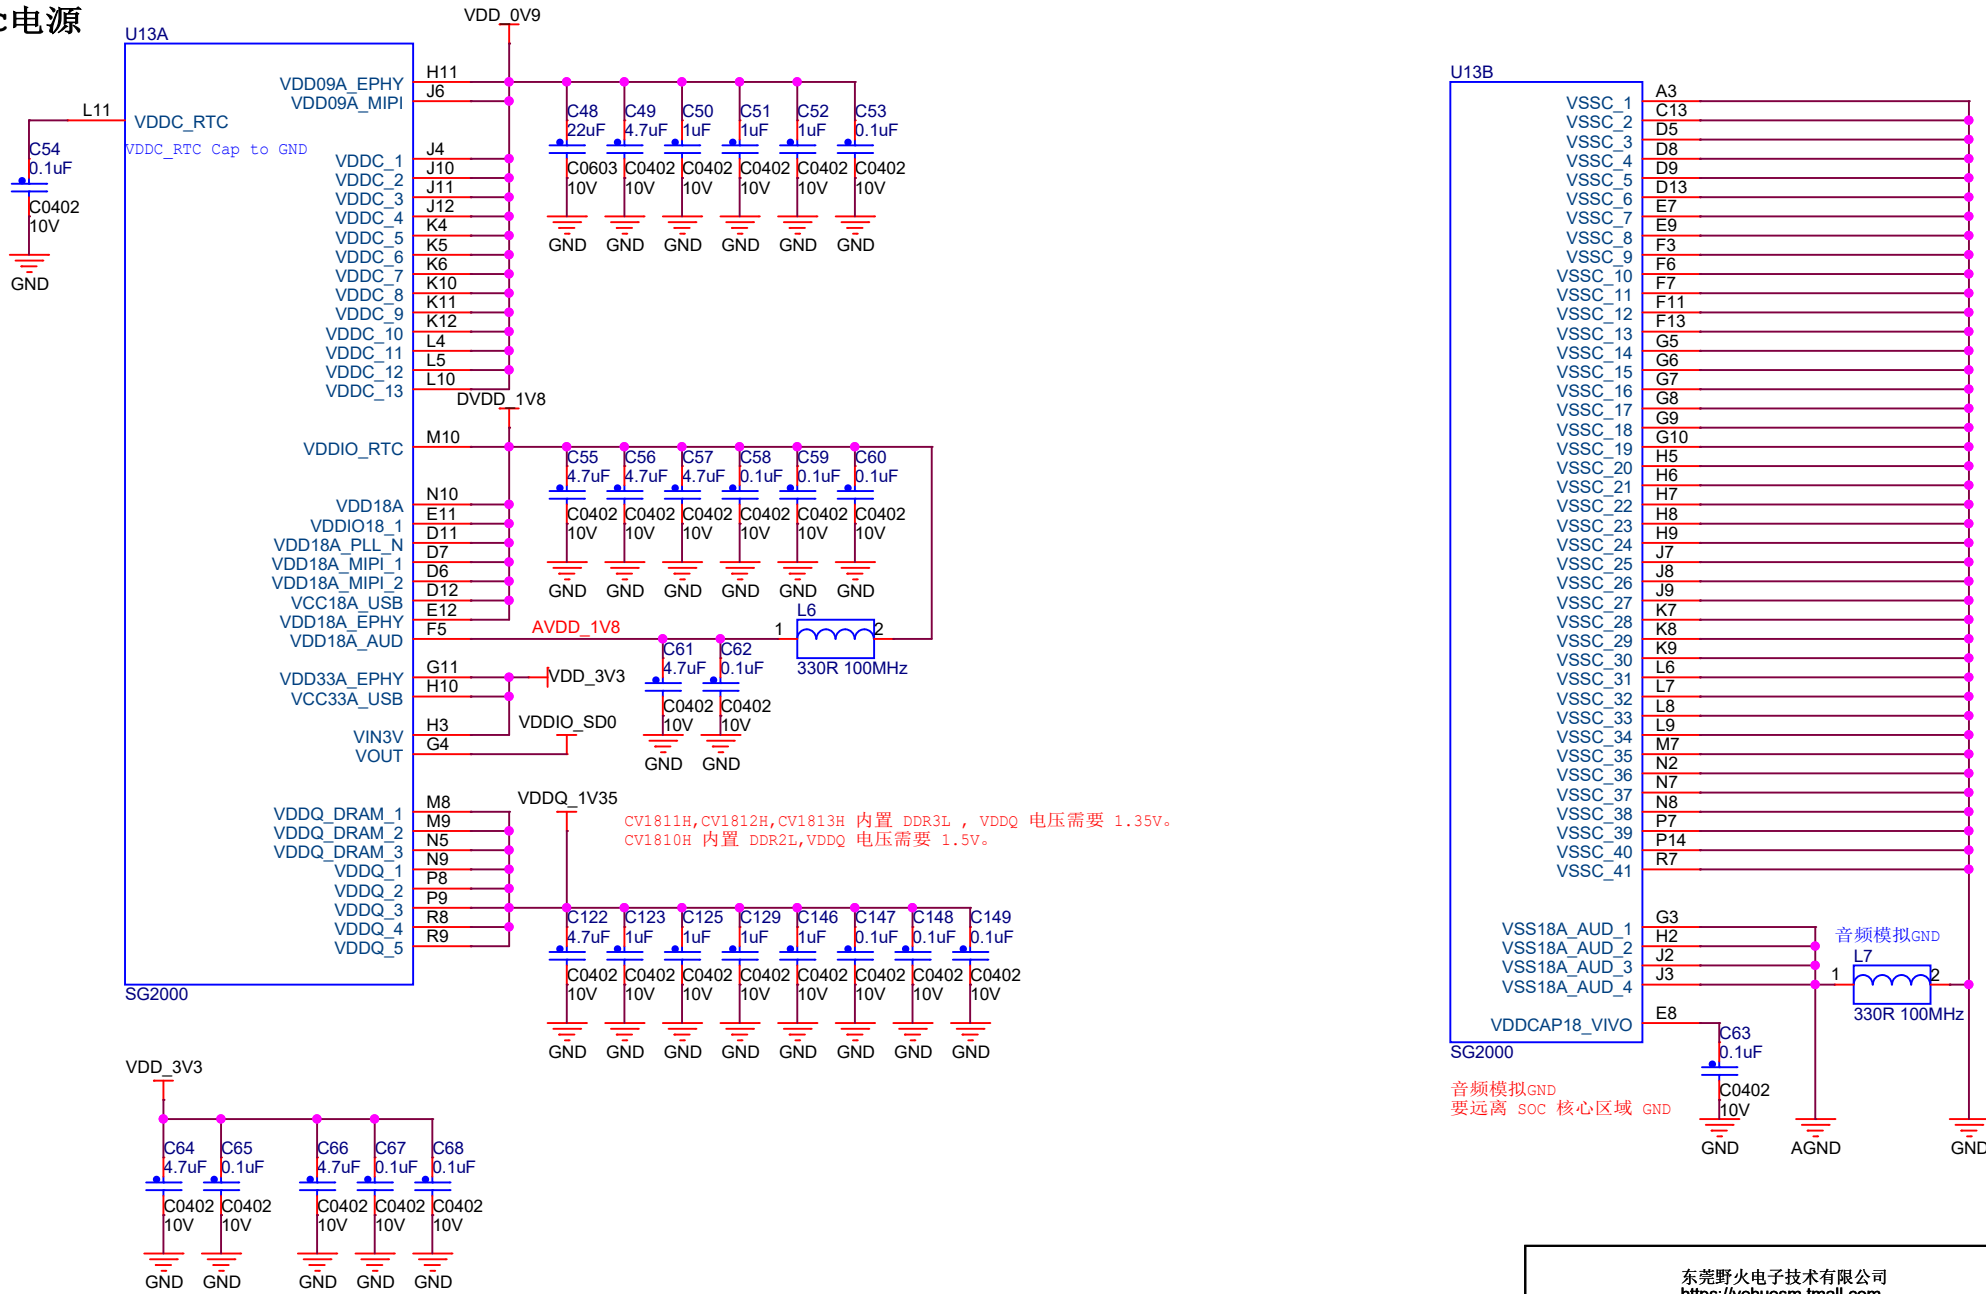 电源
U13A
VDD_0V9
VDD09A_EPHY H11
VDD09A_MIPI J6
L11 VDDC_RTC
VDDC_RTC Cap to GND
C54
0.1uF
C0402
10V
GND
VDDC_1 J4
VDDC_2 J10
VDDC_3 J11
VDDC_4 J12
VDDC_5 K4
VDDC_6 K5
VDDC_7 K6
VDDC_8 K10
VDDC_9 K11
VDDC_10 K12
VDDC_11 L4
VDDC_12 L5
VDDC_13 L10
C48 C49 C50 C51 C52 C53
22uF 4.7uF 1uF 1uF 1uF 0.1uF
C0603 C0402 C0402 C0402 C0402 C0402
10V 10V 10V 10V 10V 10V
GND GND GND GND GND GND
DVDD_1V8
VDDIO_RTC M10
VDD18A N10
VDDIO18_1 E11
VDD18A_PLL_N D11
VDD18A_MIPI_1 D7
VDD18A_MIPI_2 D6
VCC18A_USB D12
VDD18A_EPHY E12
VDD18A_AUD F5
C55 C56 C57 C58 C59 C60
4.7uF 4.7uF 4.7uF 0.1uF 0.1uF 0.1uF
C0402 C0402 C0402 C0402 C0402 C0402
10V 10V 10V 10V 10V 10V
GND GND GND GND GND GND
AVDD_1V8
L6
1 2
330R 100MHz
C61 C62
4.7uF 0.1uF
C0402 C0402
10V 10V
GND GND
VDD33A_EPHY G11
VCC33A_USB H10
VDD_3V3
VIN3V H3
VOUT G4
VDDIO_SD0
VDDQ_DRAM_1 M8
VDDQ_DRAM_2 M9
VDDQ_DRAM_3 N5
VDDQ_1 N9
VDDQ_2 P8
VDDQ_3 P9
VDDQ_4 R8
VDDQ_5 R9
SG2000
VDDQ_1V35
CV1811H,CV1812H,CV1813H 内置 DDR3L , VDDQ 电压需要 1.35V。
CV1810H 内置 DDR2L,VDDQ 电压需要 1.5V。
C122 C123 C125 C129 C146 C147 C148 C149
4.7uF 1uF 1uF 1uF 1uF 0.1uF 0.1uF 0.1uF
C0402 C0402 C0402 C0402 C0402 C0402 C0402 C0402
10V 10V 10V 10V 10V 10V 10V 10V
GND GND GND GND GND GND GND GND
VDD_3V3
C64 C65 C66 C67 C68
4.7uF 0.1uF 4.7uF 0.1uF 0.1uF
C0402 C0402 C0402 C0402 C0402
10V 10V 10V 10V 10V
GND GND GND GND GND
U13B
VSSC_1 A3
VSSC_2 C13
VSSC_3 D5
VSSC_4 D8
VSSC_5 D9
VSSC_6 D13
VSSC_7 E7
VSSC_8 E9
VSSC_9 F3
VSSC_10 F6
VSSC_11 F7
VSSC_12 F11
VSSC_13 F13
VSSC_14 G5
VSSC_15 G6
VSSC_16 G7
VSSC_17 G8
VSSC_18 G9
VSSC_19 G10
VSSC_20 H5
VSSC_21 H6
VSSC_22 H7
VSSC_23 H8
VSSC_24 H9
VSSC_25 J7
VSSC_26 J8
VSSC_27 J9
VSSC_28 K7
VSSC_29 K8
VSSC_30 K9
VSSC_31 L6
VSSC_32 L7
VSSC_33 L8
VSSC_34 L9
VSSC_35 M7
VSSC_36 N2
VSSC_37 N7
VSSC_38 N8
VSSC_39 P7
VSSC_40 P14
VSSC_41 R7
VSS18A_AUD_1 G3
VSS18A_AUD_2 H2
VSS18A_AUD_3 J2
VSS18A_AUD_4 J3
VDDCAP18_VIVO E8
SG2000
音频模拟GND
L7
1 2
330R 100MHz
C63
0.1uF
C0402
10V
GND AGND GND
音频模拟GND
要远离 SOC 核心区域 GND
东莞野火电子技术有限公司
https://yehuosm.tmall.com